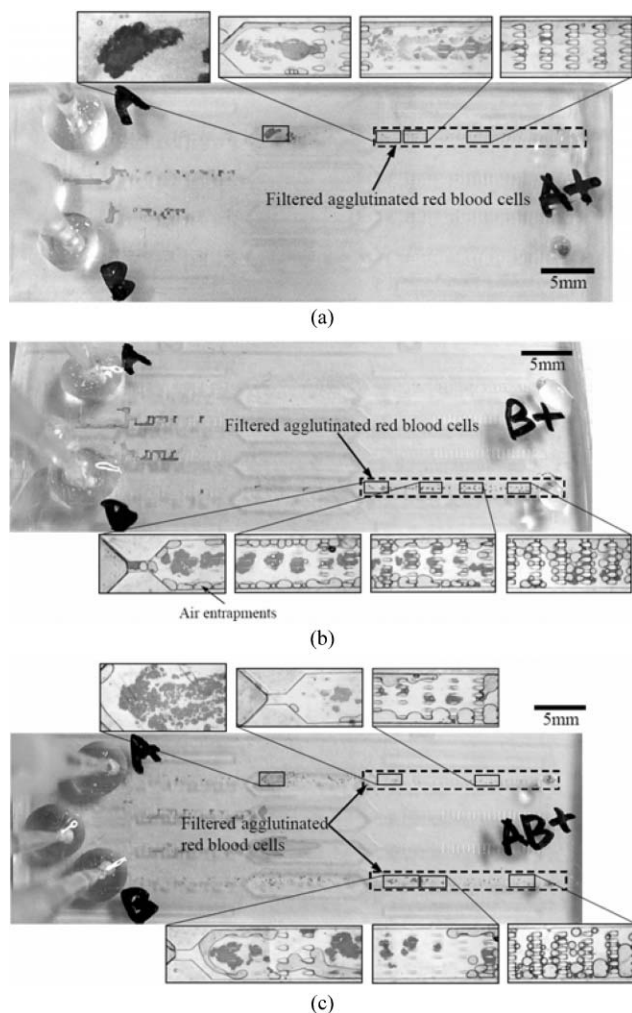 A
Filtered agglutinated red blood cells
A+
B
5mm
(a)
A
5mm
B+
Filtered agglutinated red blood cells
B
Air entrapments
(b)
5mm
A
Filtered agglutinated
red blood cells
AB+
B
(c)